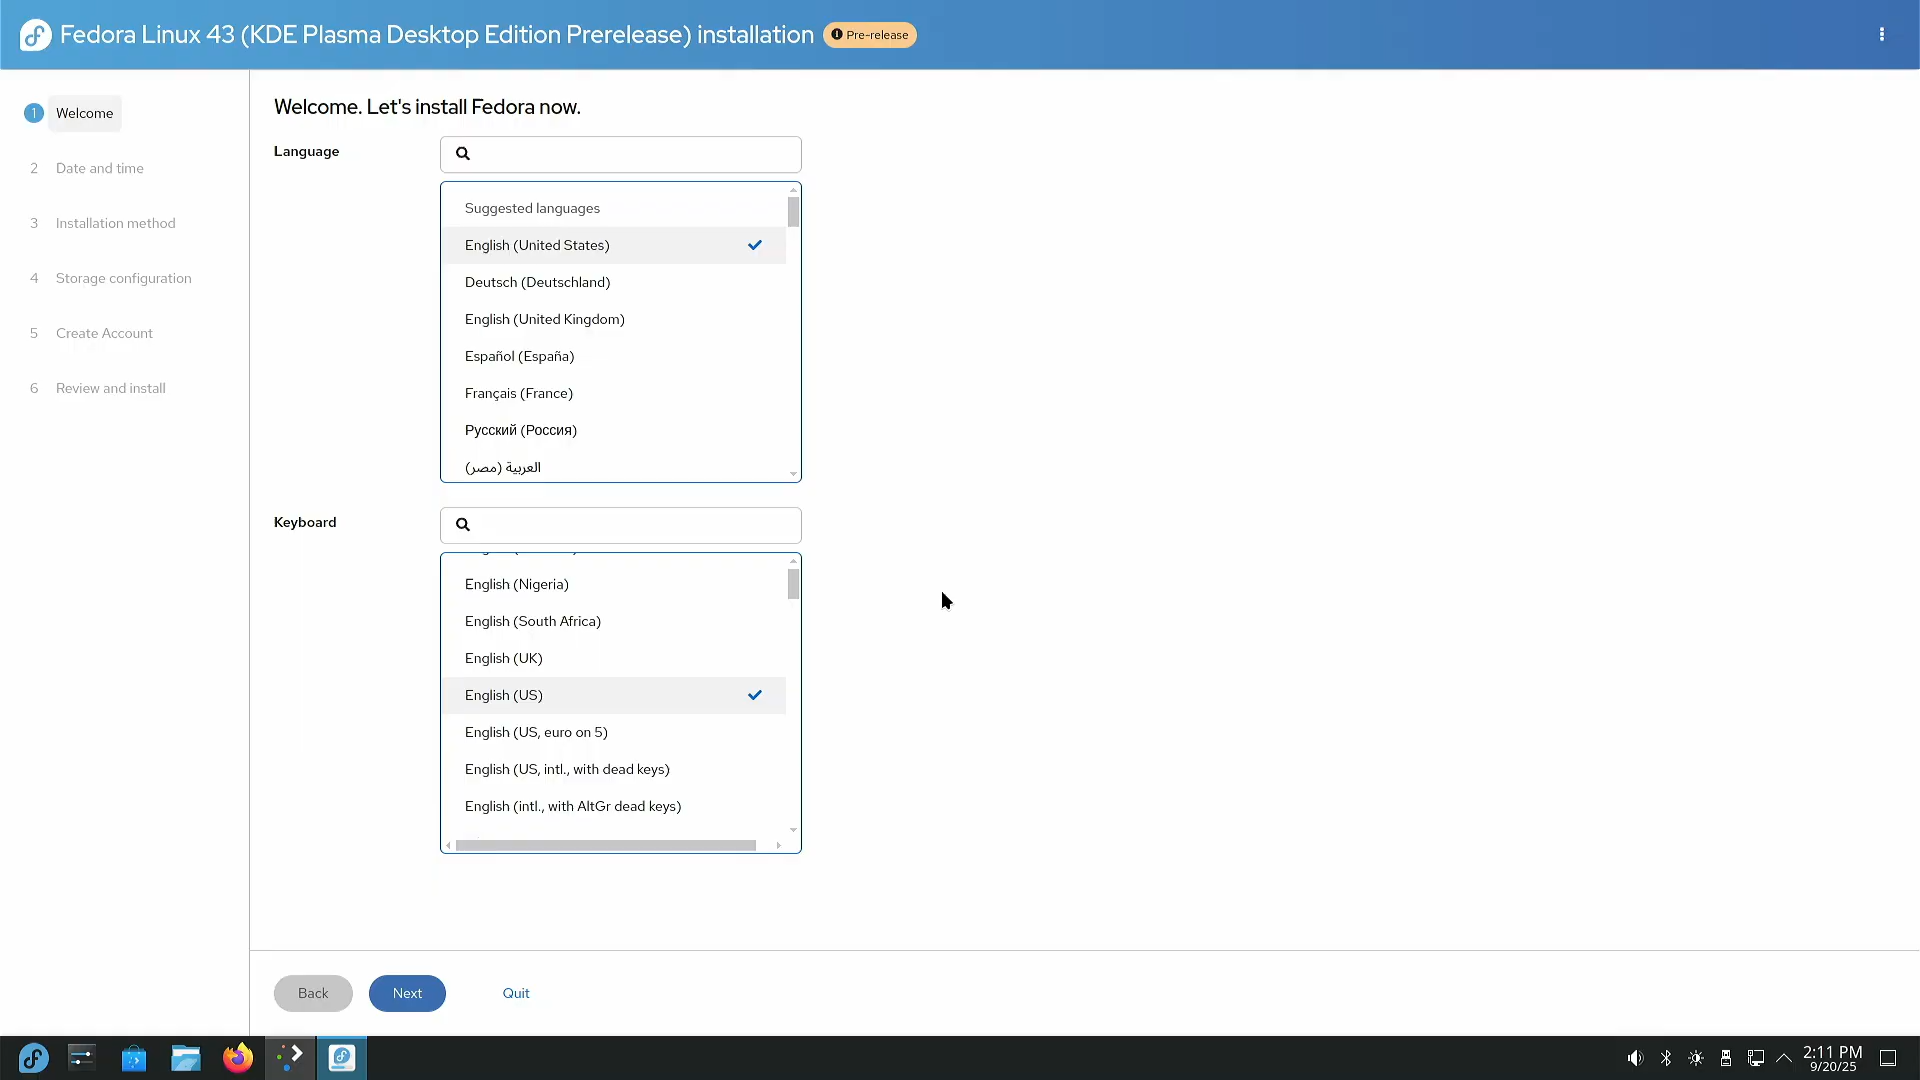 Fedora Linux 43 (KDE Plasma Desktop Edition Prerelease) installation
Pre-release
1 Welcome
2 Date and time
3 Installation method
4 Storage configuration
5 Create Account
6 Review and install
Welcome. Let's install Fedora now.
Language
Suggested languages
English (United States)
Deutsch (Deutschland)
English (United Kingdom)
Español (España)
Français (France)
Русский (Россия)
العربية (مصر)
Keyboard
English (Nigeria)
English (South Africa)
English (UK)
English (US)
English (US, euro on 5)
English (US, intl., with dead keys)
English (intl., with AltGr dead keys)
Back
Next
Quit
2:11 PM
9/20/25